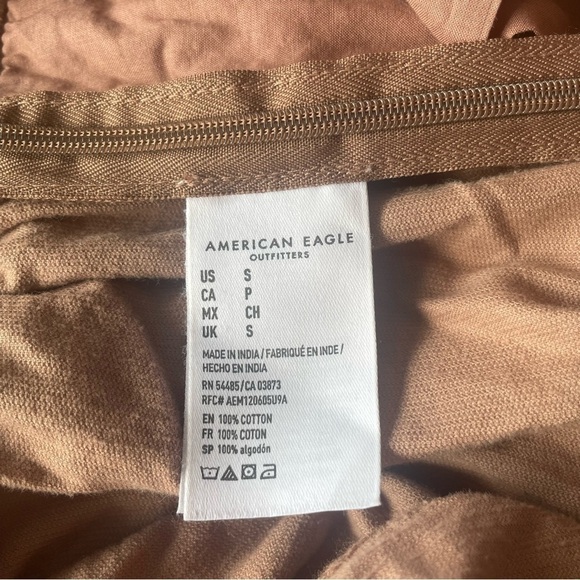 AMERICAN EAGLE
OUTFITTERS
US S
CA P
MX CH
UK S
MADE IN INDIA / FABRIQUÉ EN INDE /
HECHO EN INDIA
RN 54485/CA 03873
RFC# AEM120605U9A
EN 100% COTTON
FR 100% COTON
SP 100% algodón